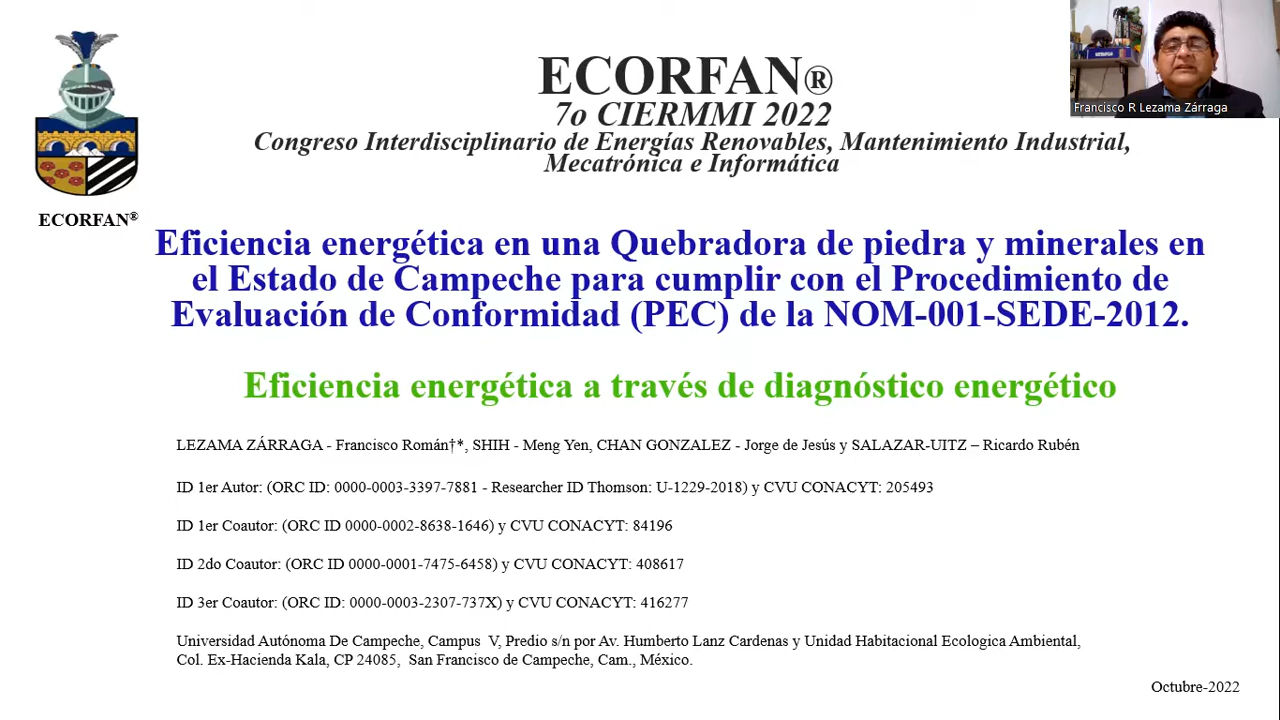 ECORFAN®
7o CIERMMI 2022
Congreso Interdisciplinario de Energías Renovables, Mantenimiento Industrial,
Mecatrónica e Informática
Francisco R Lezama Zárraga
ECORFAN®
Eficiencia energética en una Quebradora de piedra y minerales en
el Estado de Campeche para cumplir con el Procedimiento de
Evaluación de Conformidad (PEC) de la NOM-001-SEDE-2012.
Eficiencia energética a través de diagnóstico energético
LEZAMA ZÁRRAGA - Francisco Román†*, SHIH - Meng Yen, CHAN GONZALEZ - Jorge de Jesús y SALAZAR-UITZ – Ricardo Rubén
ID 1er Autor: (ORC ID: 0000-0003-3397-7881 - Researcher ID Thomson: U-1229-2018) y CVU CONACYT: 205493
ID 1er Coautor: (ORC ID 0000-0002-8638-1646) y CVU CONACYT: 84196
ID 2do Coautor: (ORC ID 0000-0001-7475-6458) y CVU CONACYT: 408617
ID 3er Coautor: (ORC ID: 0000-0003-2307-737X) y CVU CONACYT: 416277
Universidad Autónoma De Campeche, Campus V, Predio s/n por Av. Humberto Lanz Cardenas y Unidad Habitacional Ecologica Ambiental,
Col. Ex-Hacienda Kala, CP 24085, San Francisco de Campeche, Cam., México.
Octubre-2022